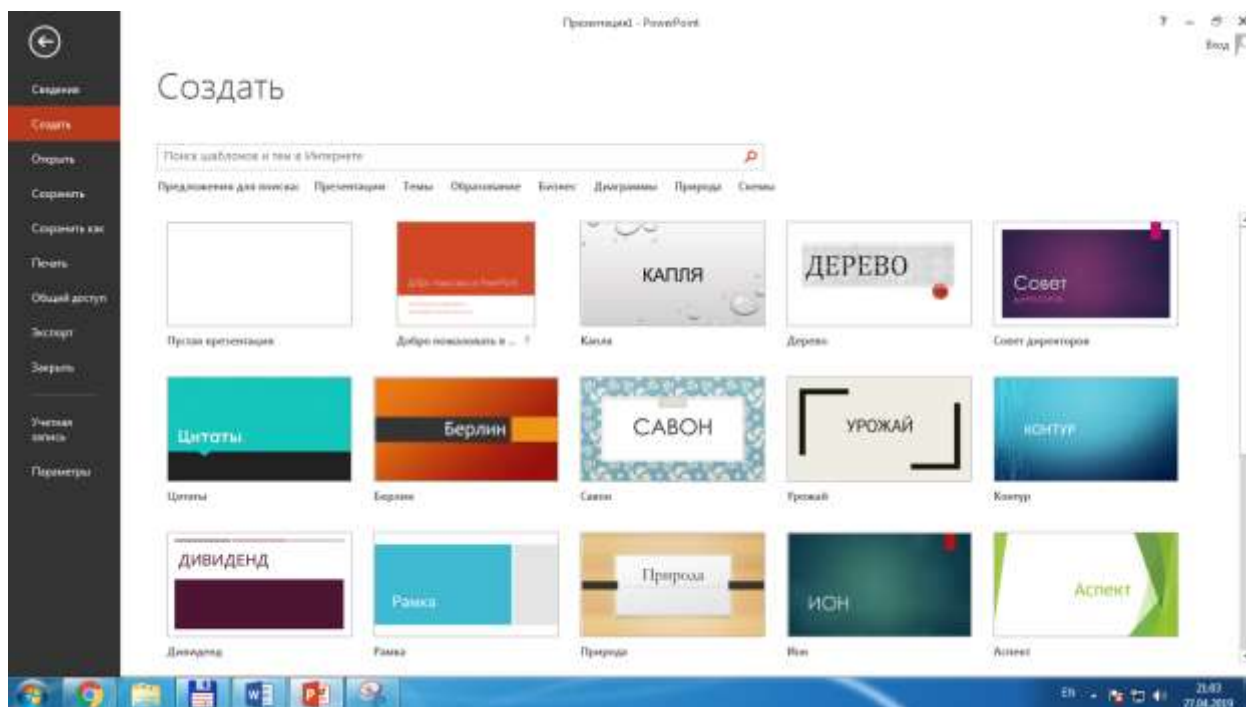 Презентация1 - PowerPoint
?
Вход
Сведения
Создать
Открыть
Сохранить
Сохранить как
Печать
Общий доступ
Экспорт
Закрыть
Учетная
запись
Параметры
Создать
Поиск шаблонов и тем в Интернете
Предложения для поиска: Презентации Темы Образование Бизнес Диаграммы Природа Схемы
КАПЛЯ
ДЕРЕВО
Совет
Пустая презентация
Добро пожаловать в ...
Капля
Дерево
Совет директоров
Цитаты
Берлин
САВОН
УРОЖАЙ
КОНТУР
Цитаты
Берлин
Савон
Урожай
Контур
ДИВИДЕНД
Рамка
Природа
ИОН
Аспект
Дивиденд
Рамка
Природа
Ион
Аспект
EN
21:03
27.04.2019